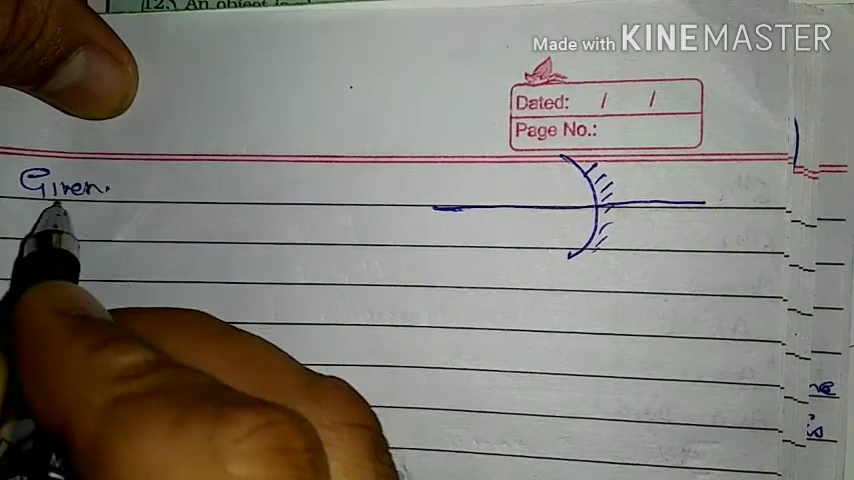 12. An object
Made with KINEMASTER
Dated: / /
Page No.:
Given.